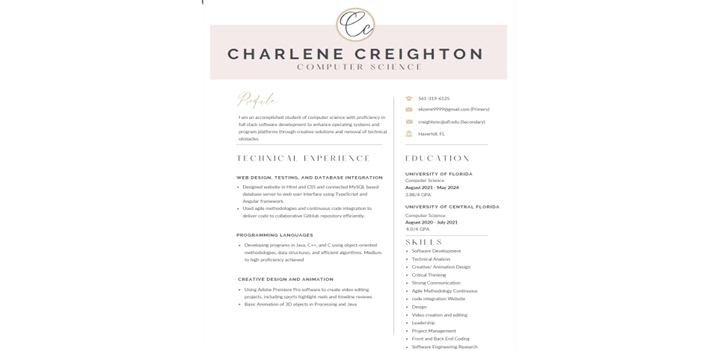 Cc
CHARLENE CREIGHTON
COMPUTER SCIENCE
Profile
I am an accomplished student of computer science with proficiency in
full-stack software development to enhance operating systems and
program platforms through creative solutions and removal of technical
obstacles.
TECHNICAL EXPERIENCE
WEB DESIGN, TESTING, AND DATABASE INTEGRATION
• Designed website in Html and CSS and connected MySQL based
database server to web user interface using TypeScript and
Angular framework
• Used agile methodologies and continuous code integration to
deliver code to collaborative GitHub repository efficiently.
PROGRAMMING LANGUAGES
• Developing programs in Java, C++, and C using object-oriented
methodologies, data structures, and efficient algorithms. Medium
to high proficiency achieved
CREATIVE DESIGN AND ANIMATION
• Using Adobe Premiere Pro software to create video editing
projects, including sports highlight reels and timeline reviews
• Basic Animation of 3D objects in Processing and Java
561-319-6125
@gmail.com (Primary)
creightonc@ufl.edu (Secondary)
Haverhill, FL
EDUCATION
UNIVERSITY OF FLORIDA
Computer Science
August 2021 - May 2024
3.88/4 GPA
UNIVERSITY OF CENTRAL FLORIDA
Computer Science
August 2020 - July 2021
4.0/4 GPA
SKILLS
• Software Development
• Technical Analysis
• Creative/ Animation Design
• Critical Thinking
• Strong Communication
• Agile Methodology Continuous
• code integration Website
• Design
• Video creation and editing
• Leadership
• Project Management
• Front and Back End Coding
• Software Engineering Research